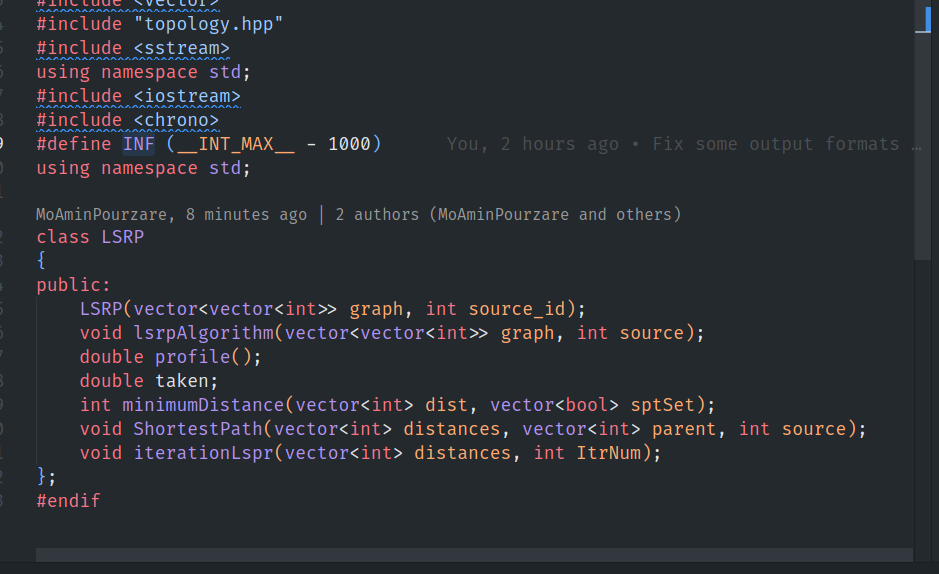 #include <vector>
#include "topology.hpp"
#include <sstream>
using namespace std;
#include <iostream>
#include <chrono>
#define INF (__INT_MAX__ - 1000) You, 2 hours ago • Fix some output formats …
using namespace std;
MoAminPourzare, 8 minutes ago | 2 authors (MoAminPourzare and others)
class LSRP
{
public:
    LSRP(vector<vector<int>> graph, int source_id);
    void lsrpAlgorithm(vector<vector<int>> graph, int source);
    double profile();
    double taken;
    int minimumDistance(vector<int> dist, vector<bool> sptSet);
    void ShortestPath(vector<int> distances, vector<int> parent, int source);
    void iterationLspr(vector<int> distances, int ItrNum);
};
#endif